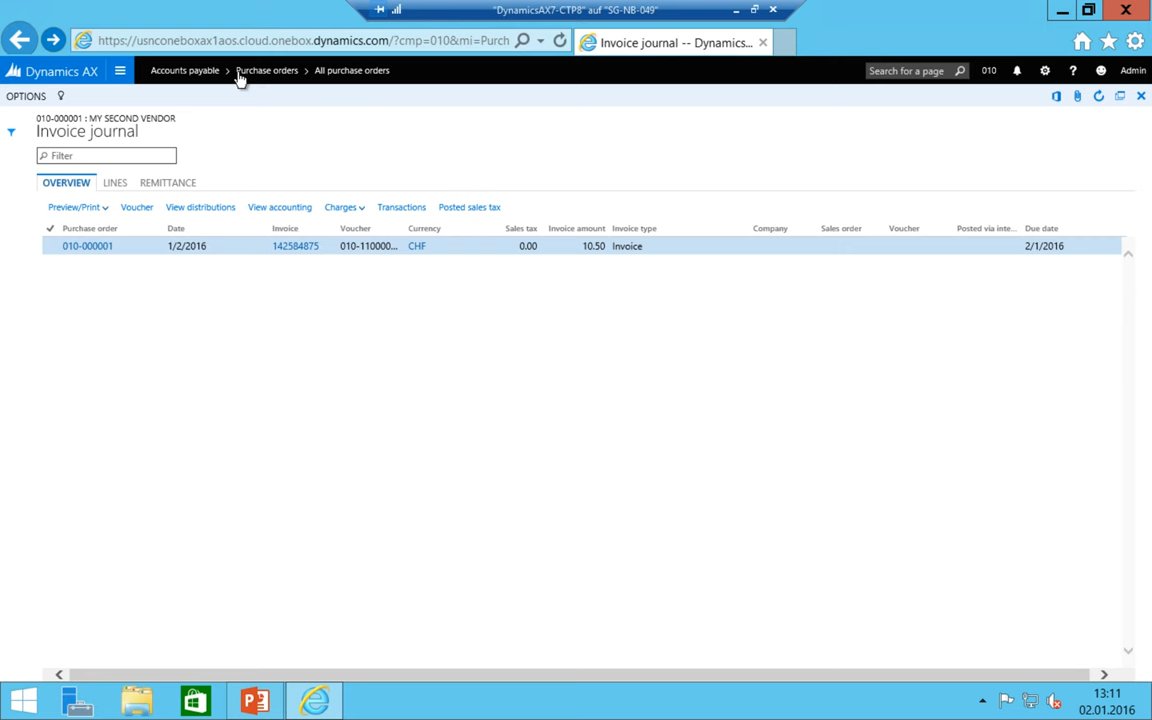 "DynamicsAX7-CTP8" auf "SG-NB-049"
https://usnconeboxax1aos.cloud.onebox.dynamics.com/?cmp=010&mi=Purch
Invoice journal -- Dynamics...
Dynamics AX
Accounts payable > Purchase orders > All purchase orders
Search for a page
010
?
Admin
OPTIONS
010-000001 : MY SECOND VENDOR
Invoice journal
Filter
OVERVIEW LINES REMITTANCE
Preview/Print Voucher View distributions View accounting Charges Transactions Posted sales tax
Purchase order Date Invoice Voucher Currency Sales tax Invoice amount Invoice type Company Sales order Voucher Posted via inte... Due date
010-000001 1/2/2016 142584875 010-110000... CHF 0.00 10.50 Invoice 2/1/2016
13:11
02.01.2016